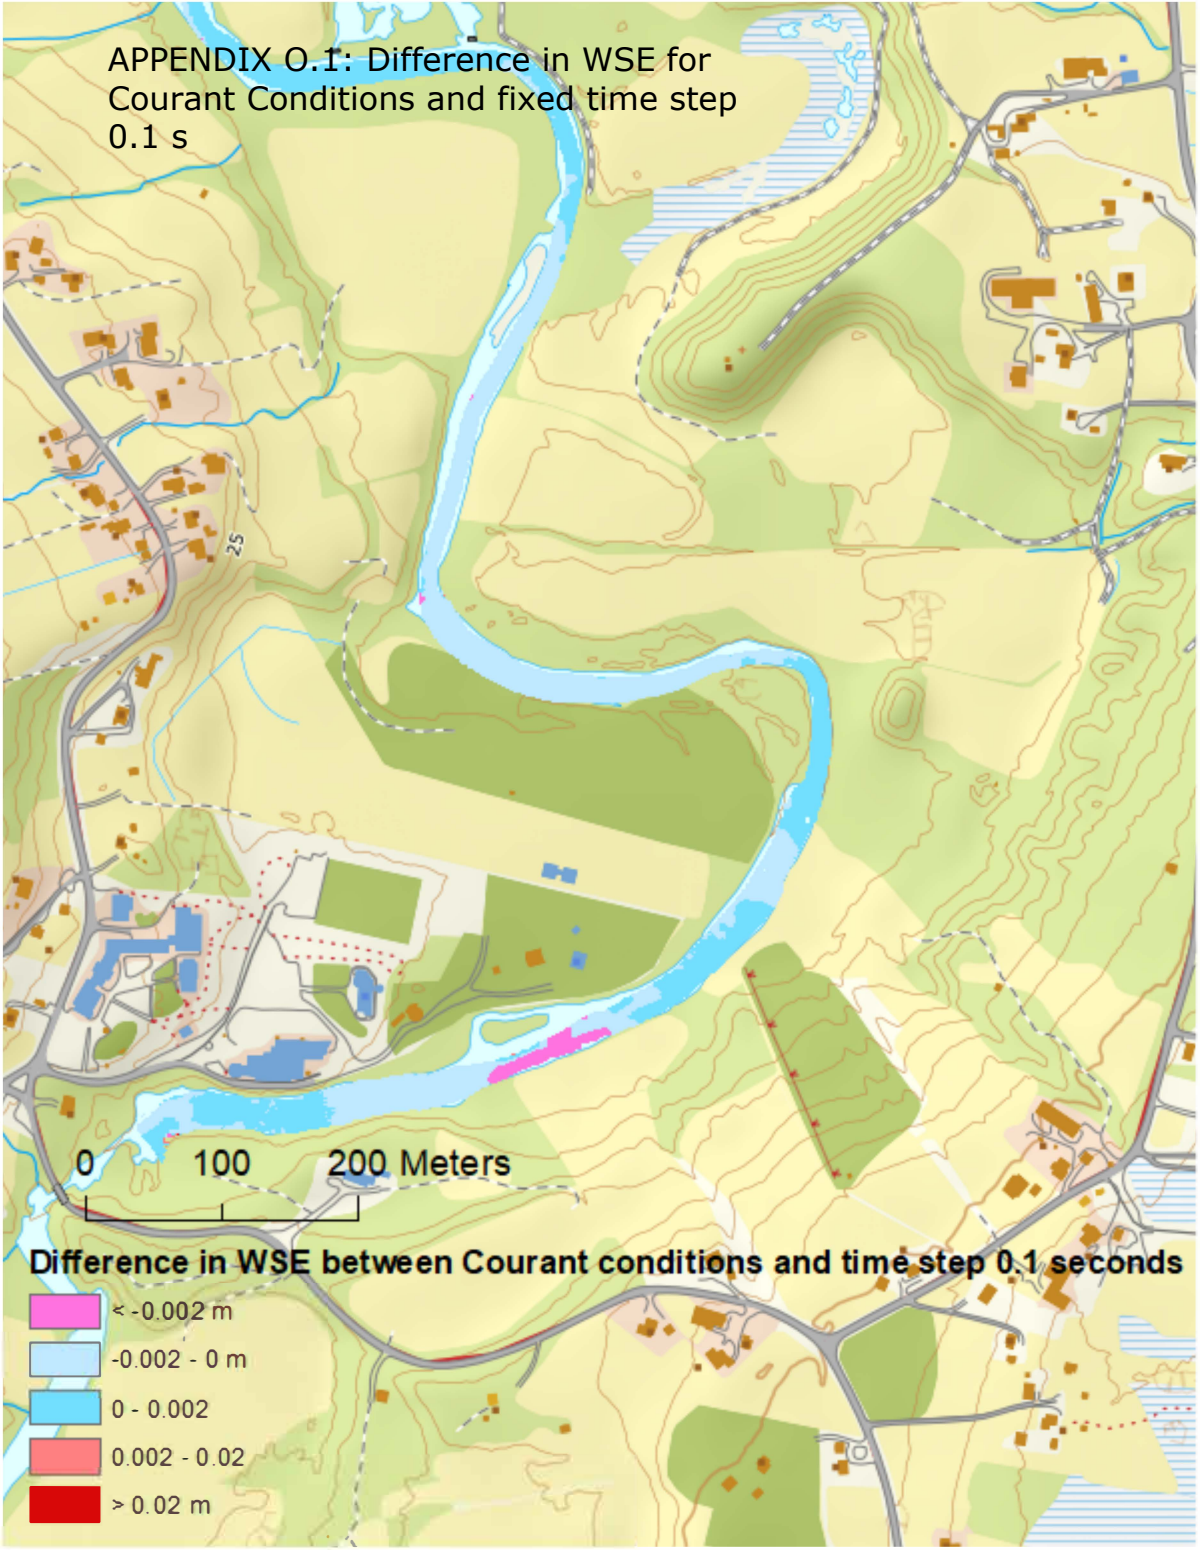 APPENDIX O.1: Difference in WSE for
Courant Conditions and fixed time step
0.1 s
25
0 100 200 Meters
Difference in WSE between Courant conditions and time step 0.1 seconds
< -0.002 m
-0.002 - 0 m
0 - 0.002
0.002 - 0.02
> 0.02 m